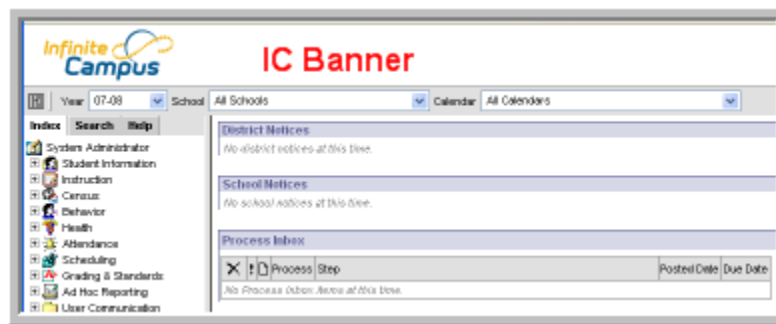 Infinite
Campus
IC Banner
Year 07-08 School All Schools Calendar All Calendars
Index Search Help
System Administrator
Student Information
Instruction
Census
Behavior
Health
Attendance
Scheduling
Grading & Standards
Ad Hoc Reporting
User Communication
District Notices
No district notices at this time.
School Notices
No school notices at this time.
Process Inbox
Process Step Posted Date Due Date
No Process Inbox items at this time.